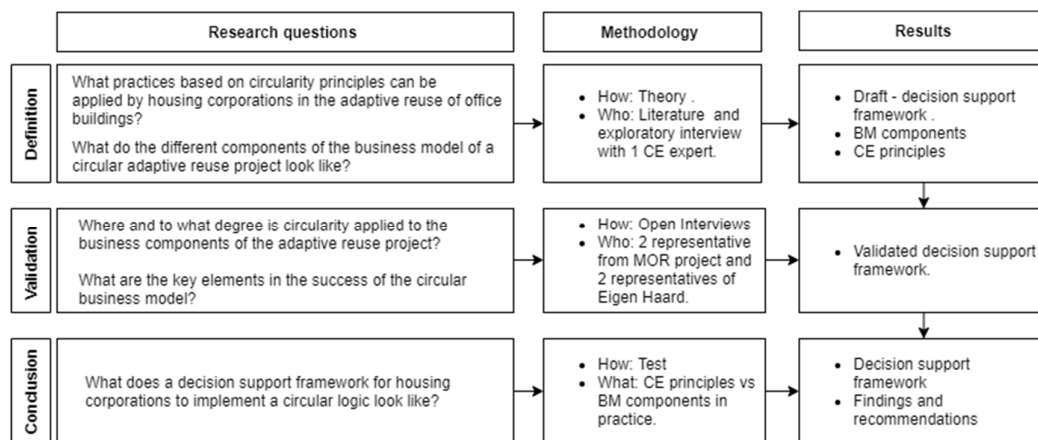 Research questions
Methodology
Results
Definition
What practices based on circularity principles can be
applied by housing corporations in the adaptive reuse of office
buildings?
What do the different components of the business model of a
circular adaptive reuse project look like?
• How: Theory .
• Who: Literature and
exploratory interview
with 1 CE expert.
• Draft - decision support
framework .
• BM components
• CE principles
Validation
Where and to what degree is circularity applied to the
business components of the adaptive reuse project?
What are the key elements in the success of the circular
business model?
• How: Open Interviews
• Who: 2 representative
from MOR project and
2 representatives of
Eigen Haard.
• Validated decision support
framework.
Conclusion
What does a decision support framework for housing
corporations to implement a circular logic look like?
• How: Test
• What: CE principles vs
BM components in
practice.
• Decision support
framework
• Findings and
recommendations